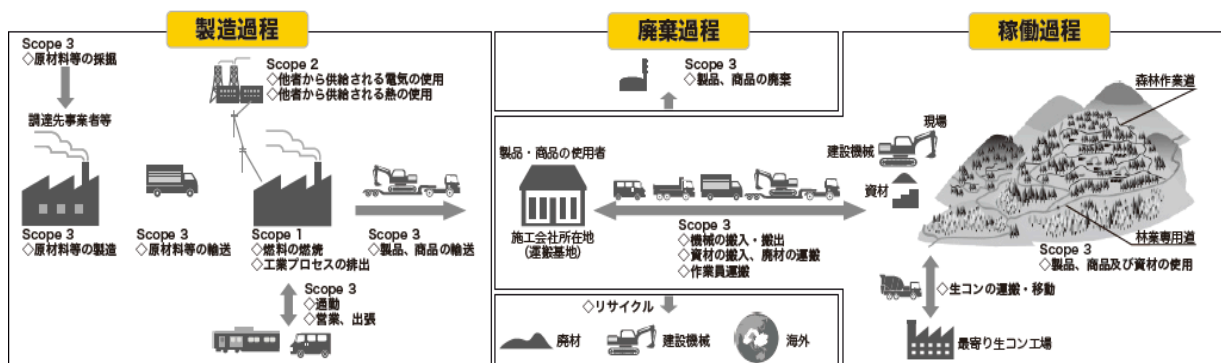 製造過程
Scope 3
◇原材料等の採掘
調達先事業者等
Scope 3
◇原材料等の製造
Scope 3
◇原材料等の輸送
Scope 2
◇他者から供給される電気の使用
◇他者から供給される熱の使用
Scope 1
◇燃料の燃焼
◇工業プロセスの排出
Scope 3
◇製品、商品の輸送
Scope 3
◇通勤
◇営業、出張
廃棄過程
Scope 3
◇製品、商品の廃棄
製品・商品の使用者
施工会社所在地
(運搬基地)
Scope 3
◇機械の搬入・搬出
◇資材の搬入、廃材の運搬
◇作業員運搬
◇リサイクル
廃材
建設機械
海外
稼働過程
森林作業道
現場
建設機械
資材
林業専用道
Scope 3
◇製品、商品及び資材の使用
◇生コンの運搬・移動
最寄り生コン工場